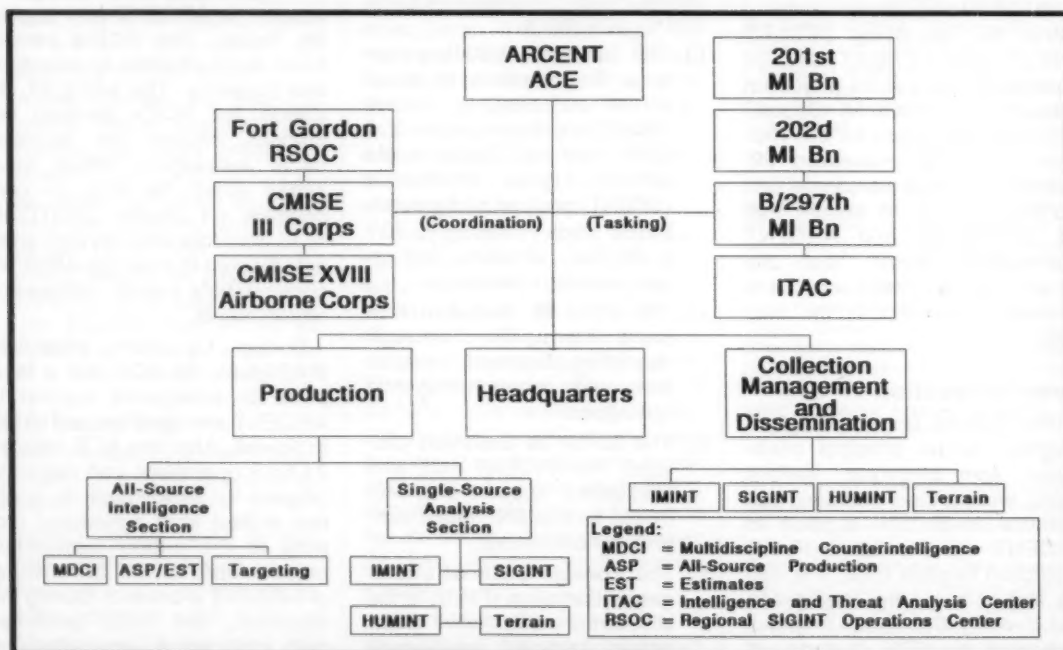 ARCENT
ACE
201st
MI Bn
Fort Gordon
RSOC
202d
MI Bn
CMISE
III Corps
(Coordination)
(Tasking)
B/297th
MI Bn
CMISE XVIII
Airborne Corps
ITAC
Production
Headquarters
Collection
Management
and
Dissemination
All-Source
Intelligence
Section
Single-Source
Analysis
Section
IMINT
SIGINT
HUMINT
Terrain
MDCI
ASP/EST
Targeting
IMINT
SIGINT
HUMINT
Terrain
Legend:
MDCI = Multidiscipline Counterintelligence
ASP = All-Source Production
EST = Estimates
ITAC = Intelligence and Threat Analysis Center
RSOC = Regional SIGINT Operations Center